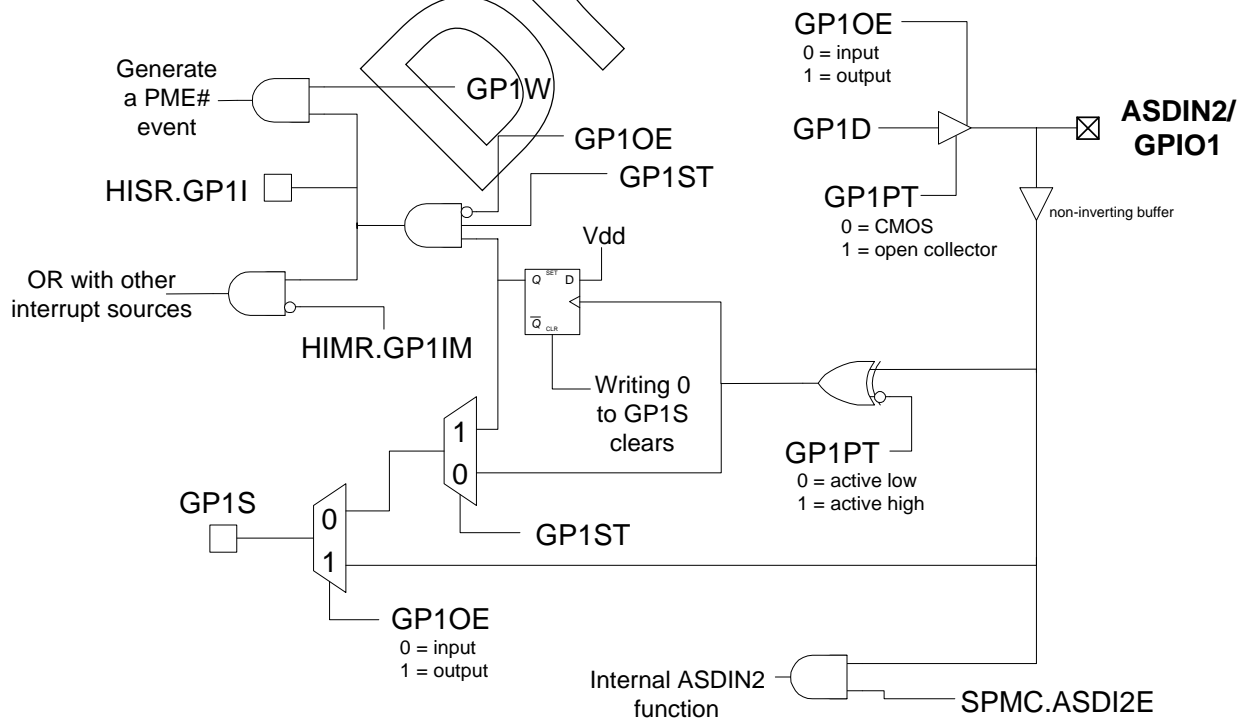 Generate
a PME#
event
GP1W
GP1OE
GP1ST
HISR.GP1I
OR with other
interrupt sources
HIMR.GP1IM
Vdd
Q SET D
Q CLR
Writing 0
to GP1S
clears
GP1OE
0 = input
1 = output
GP1D
ASDIN2/
GPIO1
GP1PT
0 = CMOS
1 = open collector
non-inverting buffer
GP1PT
0 = active low
1 = active high
1
0
GP1ST
GP1S
0
1
GP1OE
0 = input
1 = output
Internal ASDIN2
function
SPMC.ASDI2E